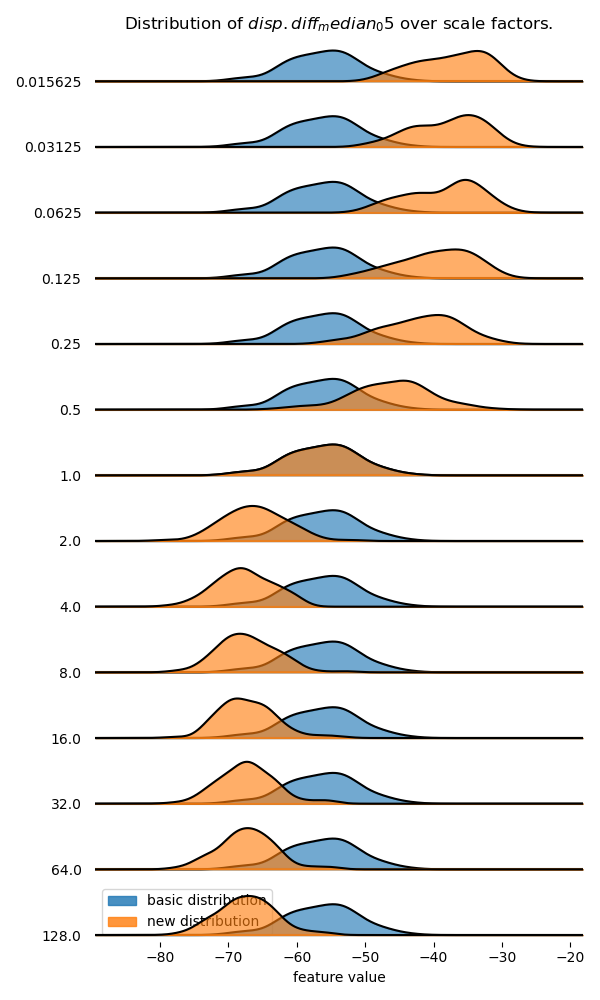 Distribution of disp.diff_median_05 over scale factors.
0.015625
0.03125
0.0625
0.125
0.25
0.5
1.0
2.0
4.0
8.0
16.0
32.0
64.0
128.0
basic distribution
new distribution
−80 −70 −60 −50 −40 −30 −20
feature value